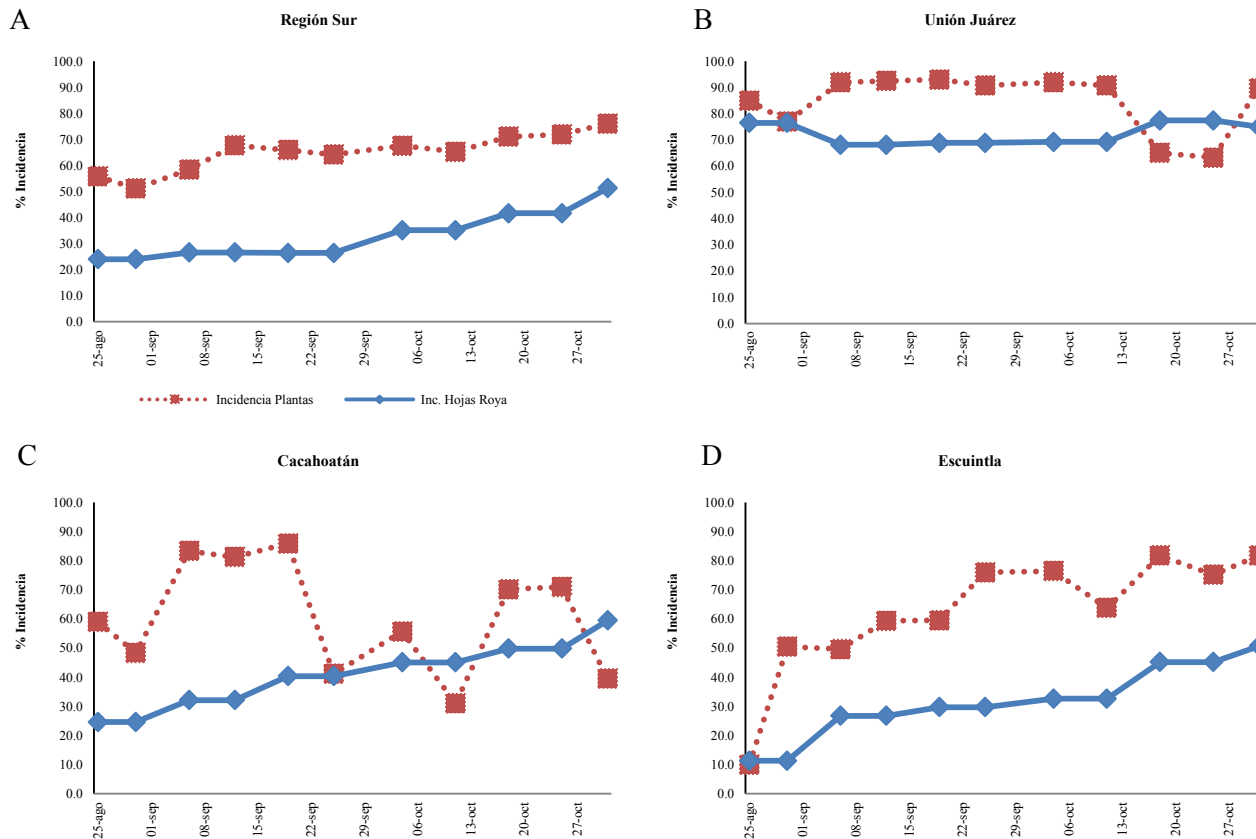 A
Región Sur
% Incidencia
100.0
90.0
80.0
70.0
60.0
50.0
40.0
30.0
20.0
10.0
0.0
25-ago
01-sep
08-sep
15-sep
22-sep
29-sep
06-oct
13-oct
20-oct
27-oct
Incidencia Plantas
Inc. Hojas Roya
B
Unión Juárez
% Incidencia
100.0
90.0
80.0
70.0
60.0
50.0
40.0
30.0
20.0
10.0
0.0
25-ago
01-sep
08-sep
15-sep
22-sep
29-sep
06-oct
13-oct
20-oct
27-oct
C
Cacahoatán
% Incidencia
100.0
90.0
80.0
70.0
60.0
50.0
40.0
30.0
20.0
10.0
0.0
25-ago
01-sep
08-sep
15-sep
22-sep
29-sep
06-oct
13-oct
20-oct
27-oct
D
Escuintla
% Incidencia
100.0
90.0
80.0
70.0
60.0
50.0
40.0
30.0
20.0
10.0
0.0
25-ago
01-sep
08-sep
15-sep
22-sep
29-sep
06-oct
13-oct
20-oct
27-oct